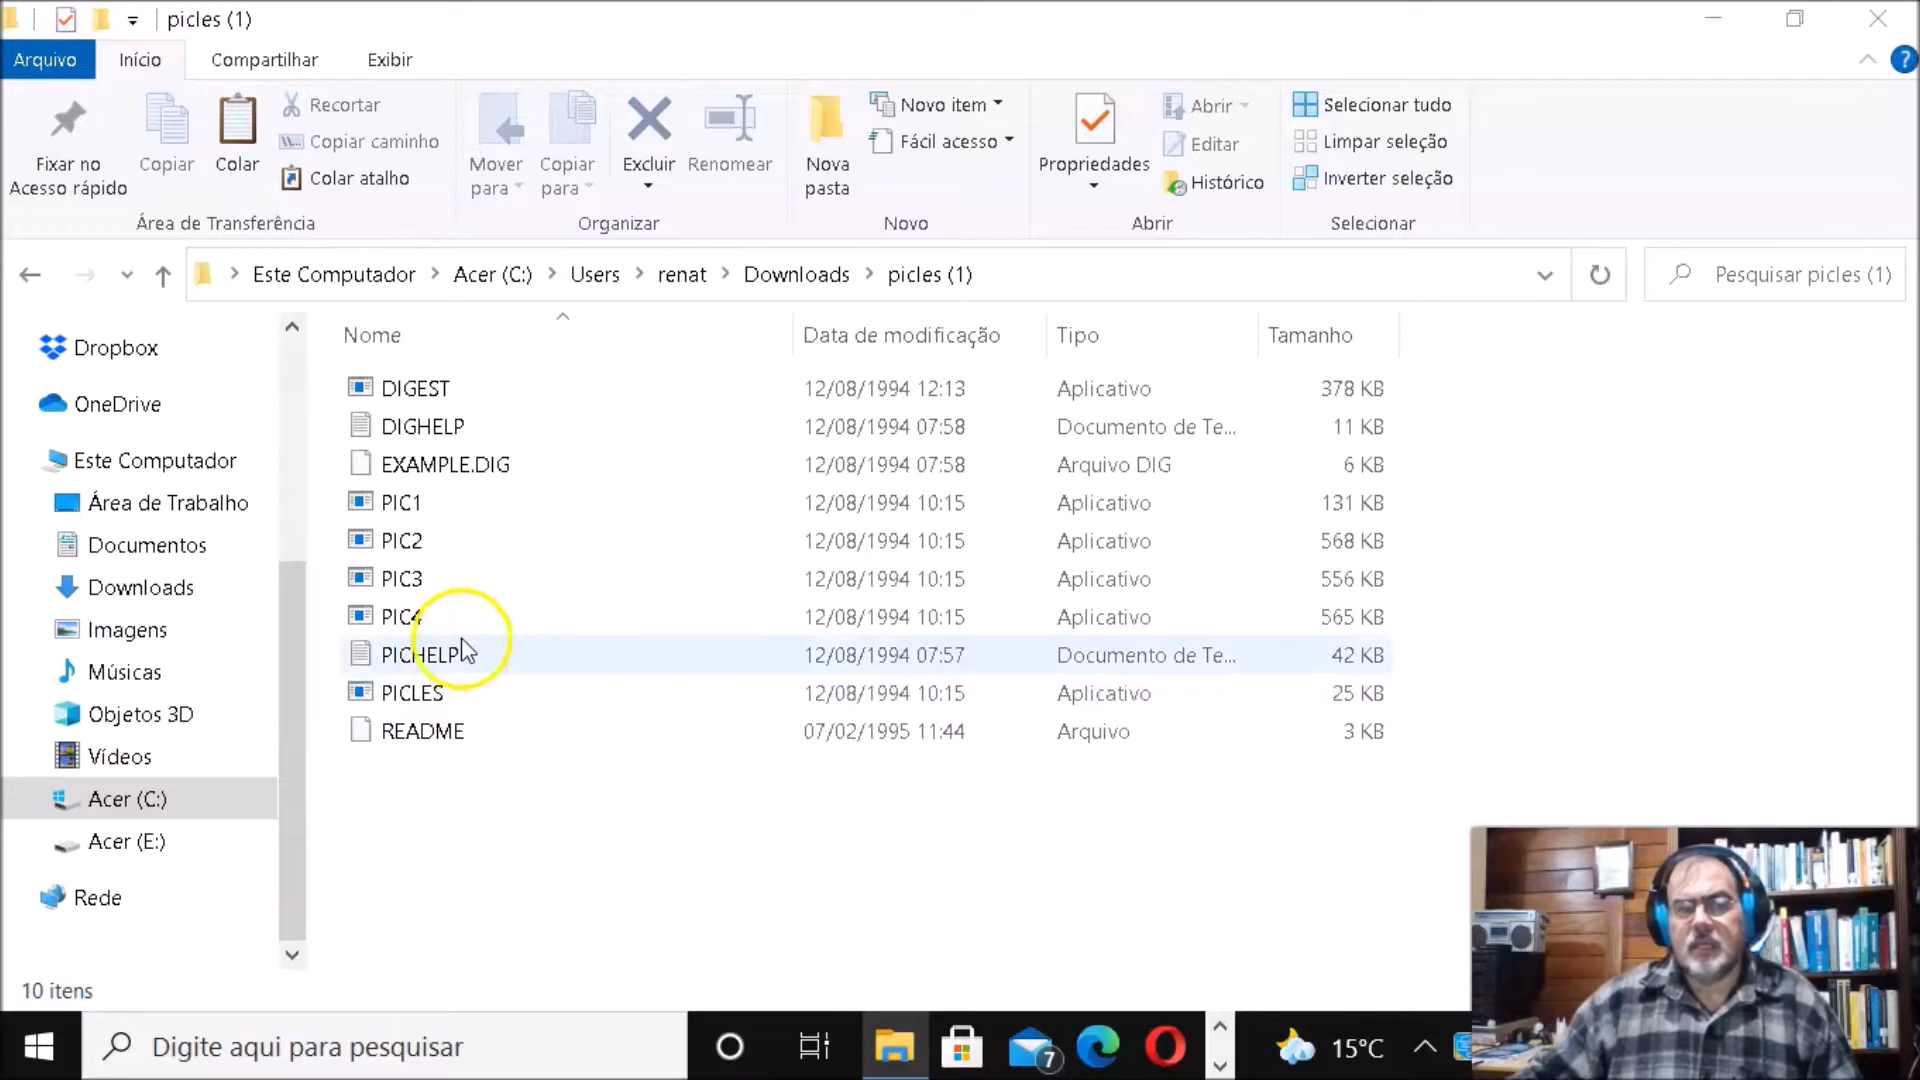 picles (1)
Arquivo Início Compartilhar Exibir
Fixar no Acesso rápido
Copiar
Colar
Recortar
Copiar caminho
Colar atalho
Mover para
Copiar para
Excluir
Renomear
Nova pasta
Novo item
Fácil acesso
Propriedades
Abrir
Editar
Histórico
Selecionar tudo
Limpar seleção
Inverter seleção
Área de Transferência Organizar Novo Abrir Selecionar
Este Computador Acer (C:) Users renat Downloads picles (1)
Pesquisar picles (1)
Dropbox
OneDrive
Este Computador
Área de Trabalho
Documentos
Downloads
Imagens
Músicas
Objetos 3D
Vídeos
Acer (C:)
Acer (E:)
Rede
Nome Data de modificação Tipo Tamanho
DIGEST 12/08/1994 12:13 Aplicativo 378 KB
DIGHELP 12/08/1994 07:58 Documento de Te... 11 KB
EXAMPLE.DIG 12/08/1994 07:58 Arquivo DIG 6 KB
PIC1 12/08/1994 10:15 Aplicativo 131 KB
PIC2 12/08/1994 10:15 Aplicativo 568 KB
PIC3 12/08/1994 10:15 Aplicativo 556 KB
PIC4 12/08/1994 10:15 Aplicativo 565 KB
PICHELP 12/08/1994 07:57 Documento de Te... 42 KB
PICLES 12/08/1994 10:15 Aplicativo 25 KB
README 07/02/1995 11:44 Arquivo 3 KB
10 itens
Digite aqui para pesquisar
7
15°C